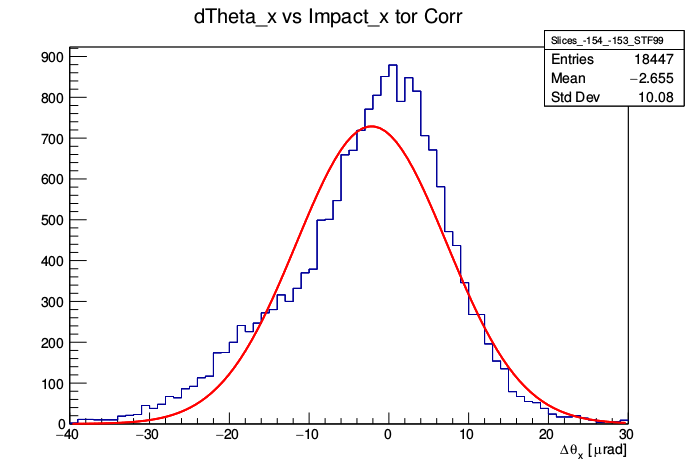 dTheta_x vs Impact_x tor Corr
Slices_-154_-153_STF99
Entries 18447
Mean −2.655
Std Dev 10.08
900
800
700
600
500
400
300
200
100
0
−40 −30 −20 −10 0 10 20 30
Δθx [μrad]